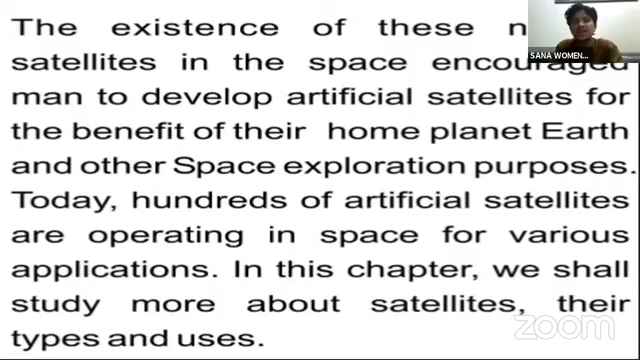 The existence of these n
satellites in the space encouraged
man to develop artificial satellites for
the benefit of their home planet Earth
and other Space exploration purposes.
Today, hundreds of artificial satellites
are operating in space for various
applications. In this chapter, we shall
study more about satellites, their
types and uses.
SANA WOMEN...
zoom